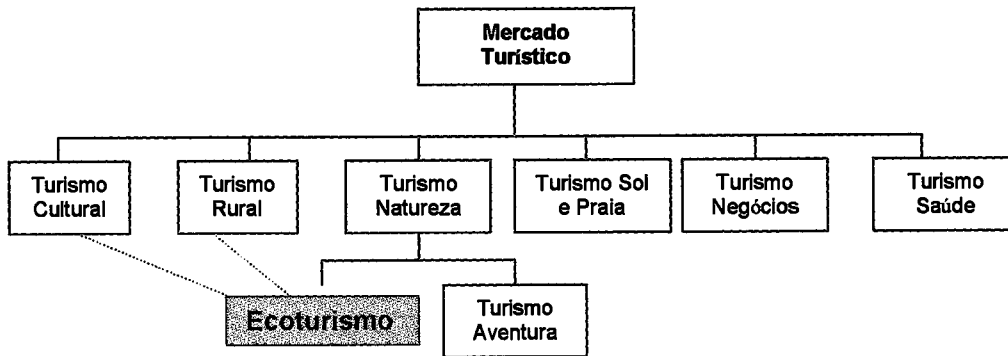 Mercado
Turístico
Turismo
Cultural
Turismo
Rural
Turismo
Natureza
Turismo Sol
e Praia
Turismo
Negócios
Turismo
Saúde
Ecoturismo
Turismo
Aventura